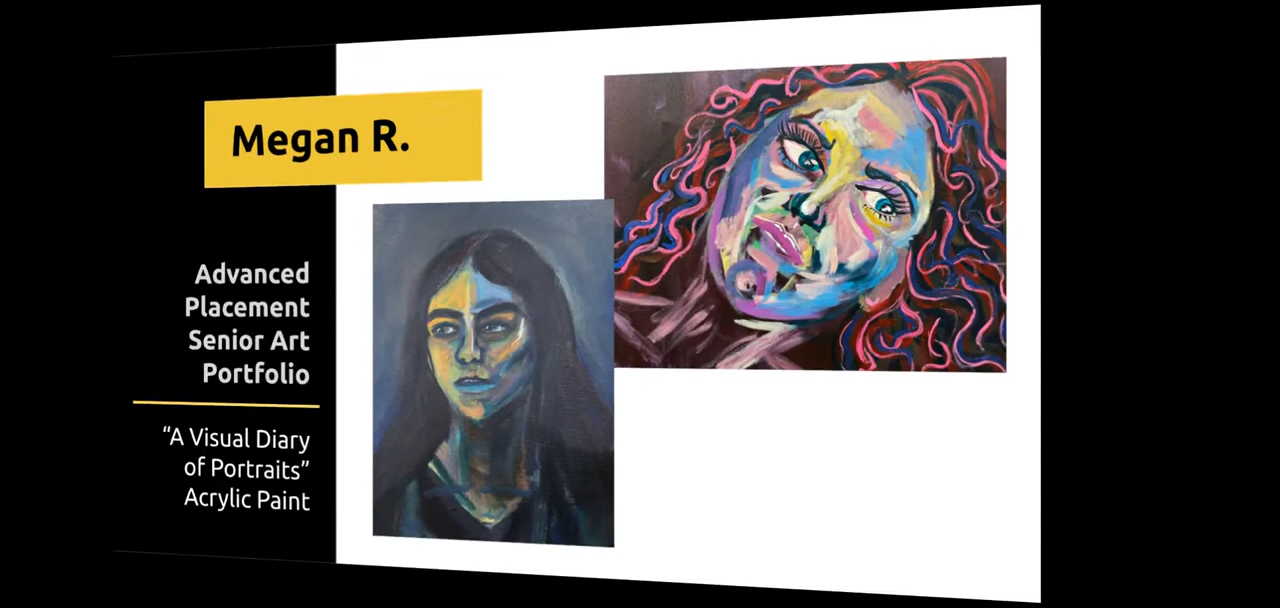 Megan R.
Advanced
Placement
Senior Art
Portfolio
“A Visual Diary
of Portraits”
Acrylic Paint